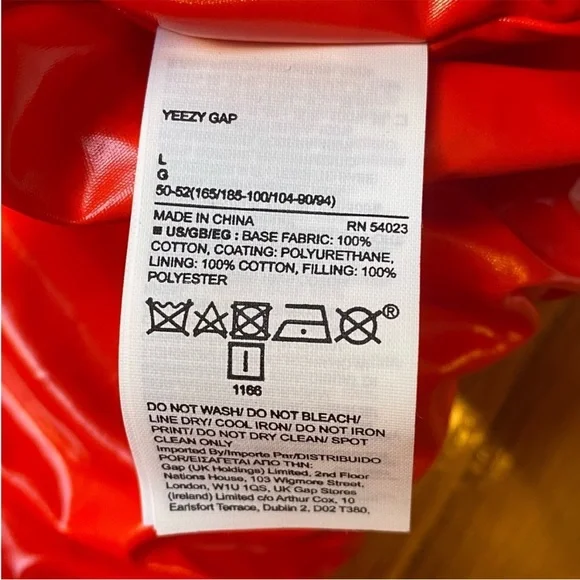 YEEZY GAP
L
G
50-52(165/185-100/104-90/94)
MADE IN CHINA RN 54023
■ US/GB/EG : BASE FABRIC: 100%
COTTON, COATING: POLYURETHANE,
LINING: 100% COTTON, FILLING: 100%
POLYESTER
®
1166
DO NOT WASH/ DO NOT BLEACH/
LINE DRY/ COOL IRON/ DO NOT IRON
PRINT/ DO NOT DRY CLEAN/ SPOT
CLEAN ONLY
Imported By/Importe Par/DISTRIBUIDO
POR/ΕΙΣΑΓΕΤΑΙ ΑΠΟ ΤΗΝ:
Gap (UK Holdings) Limited, 2nd Floor
Nations House, 103 Wigmore Street,
London, W1U 1QS, UK Gap Stores
(Ireland) Limited c/o Arthur Cox, 10
Earlsfort Terrace, Dublin 2, D02 T380,